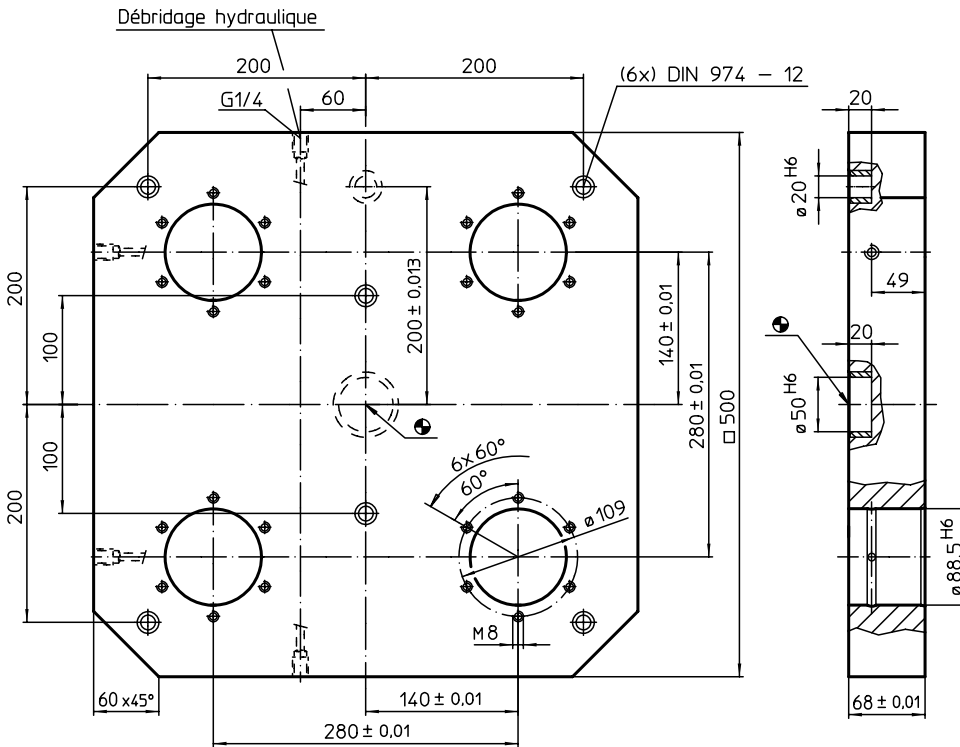 Débridage hydraulique
200
200
(6x) DIN 974 – 12
G1/4
60
20
ø20 H6
200
100
200 ± 0,013
140 ± 0,01
49
280 ± 0,01
20
□ 500
ø50 H6
100
200
6x60°
60°
ø109
ø88,5 H6
M8
60 x45°
140 ± 0,01
68 ± 0,01
280 ± 0,01